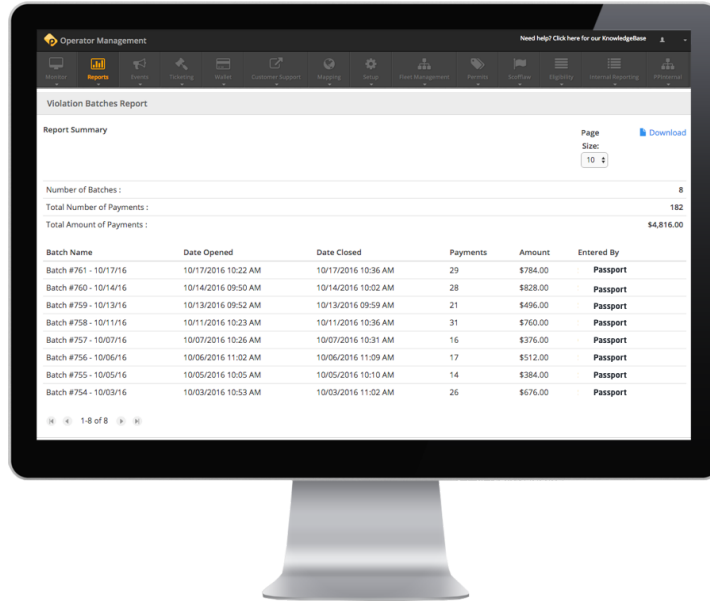 Operator Management
Need help? Click here for our KnowledgeBase
Monitor Reports Events Ticketing Wallet Customer Support Mapping Setup Fleet Management Permits Scofflaw Eligibility Internal Reporting PPInternal
Violation Batches Report
Report Summary
Page Size:
10
Download
Number of Batches : 8
Total Number of Payments : 182
Total Amount of Payments : $4,816.00
Batch Name Date Opened Date Closed Payments Amount Entered By
Batch #761 - 10/17/16 10/17/2016 10:22 AM 10/17/2016 10:36 AM 29 $784.00 Passport
Batch #760 - 10/14/16 10/14/2016 09:50 AM 10/14/2016 10:02 AM 28 $828.00 Passport
Batch #759 - 10/13/16 10/13/2016 09:52 AM 10/13/2016 09:59 AM 21 $496.00 Passport
Batch #758 - 10/11/16 10/11/2016 10:23 AM 10/11/2016 10:36 AM 31 $760.00 Passport
Batch #757 - 10/07/16 10/07/2016 10:26 AM 10/07/2016 10:31 AM 16 $376.00 Passport
Batch #756 - 10/06/16 10/06/2016 11:02 AM 10/06/2016 11:09 AM 17 $512.00 Passport
Batch #755 - 10/05/16 10/05/2016 10:05 AM 10/05/2016 10:10 AM 14 $384.00 Passport
Batch #754 - 10/03/16 10/03/2016 10:53 AM 10/03/2016 11:02 AM 26 $676.00 Passport
1-8 of 8